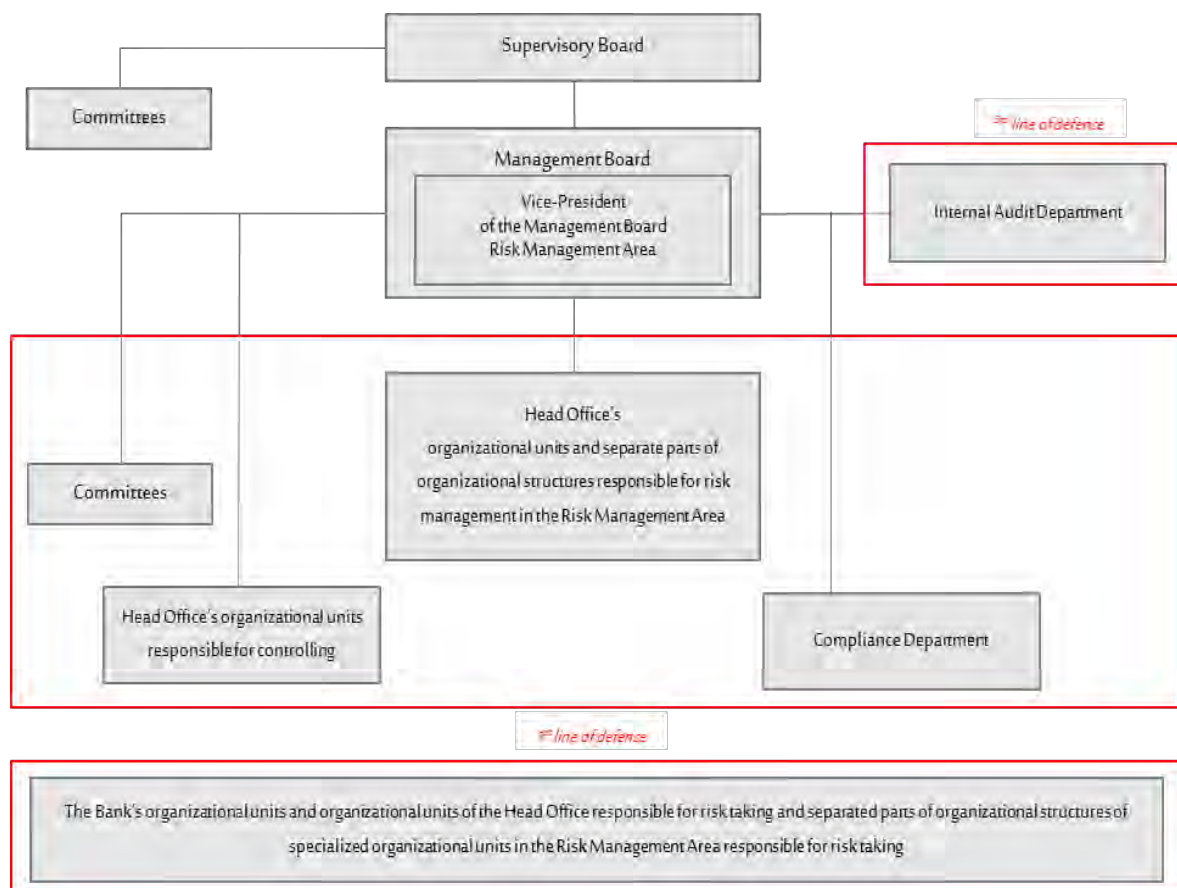 Supervisory Board
Committees
line of defence
Management Board
Vice-President
of the Management Board
Risk Management Area
Internal Audit Department
Head Office's
organizational units and separate parts of
organizational structures responsible for risk
management in the Risk Management Area
Committees
Head Office's organizational units
responsible for controlling
Compliance Department
line of defence
The Bank's organizational units and organizational units of the Head Office responsible for risk taking and separated parts of organizational structures of
specialized organizational units in the Risk Management Area responsible for risk taking